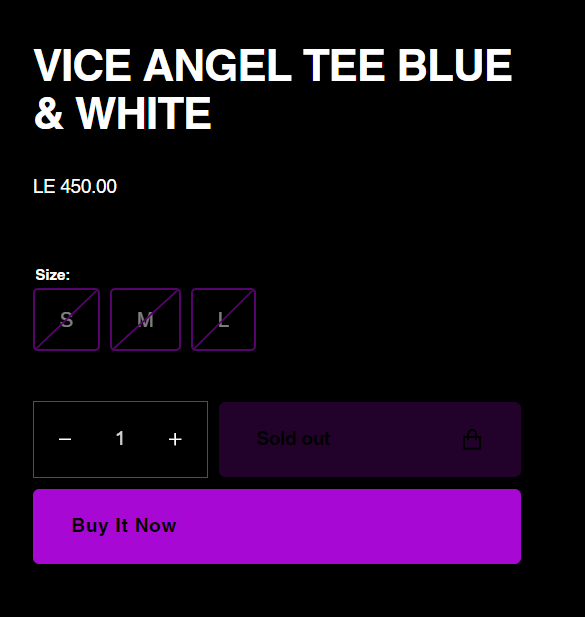 VICE ANGEL TEE BLUE
& WHITE
LE 450.00
Size:
S M L
− 1 +
Sold out
Buy It Now